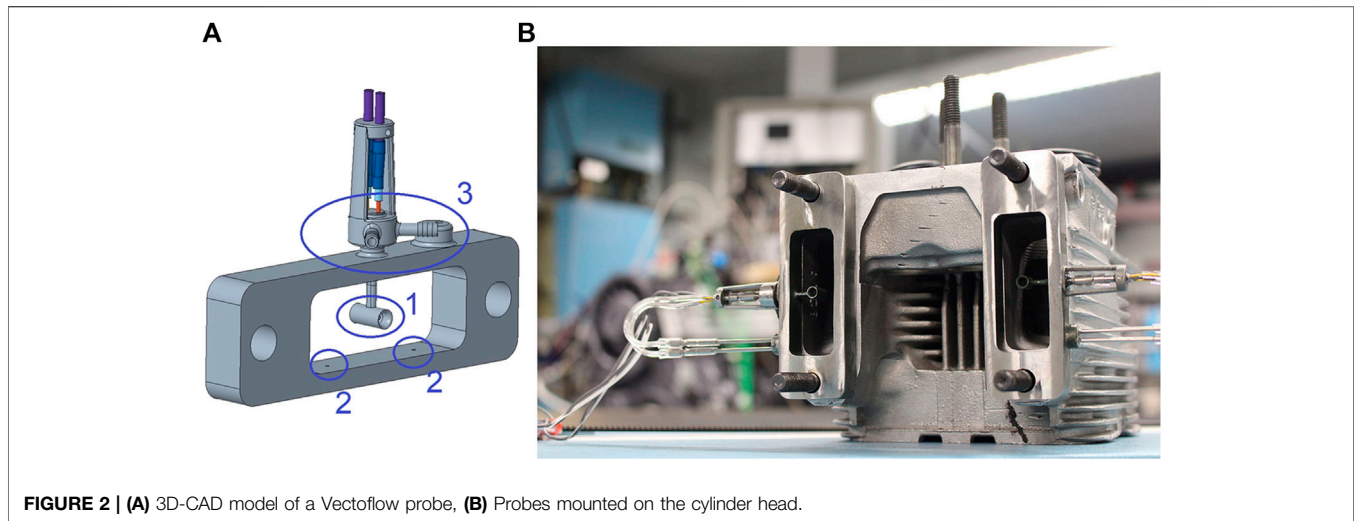 A
B
3
1
2
2
FIGURE 2 | (A) 3D-CAD model of a Vectoflow probe, (B) Probes mounted on the cylinder head.